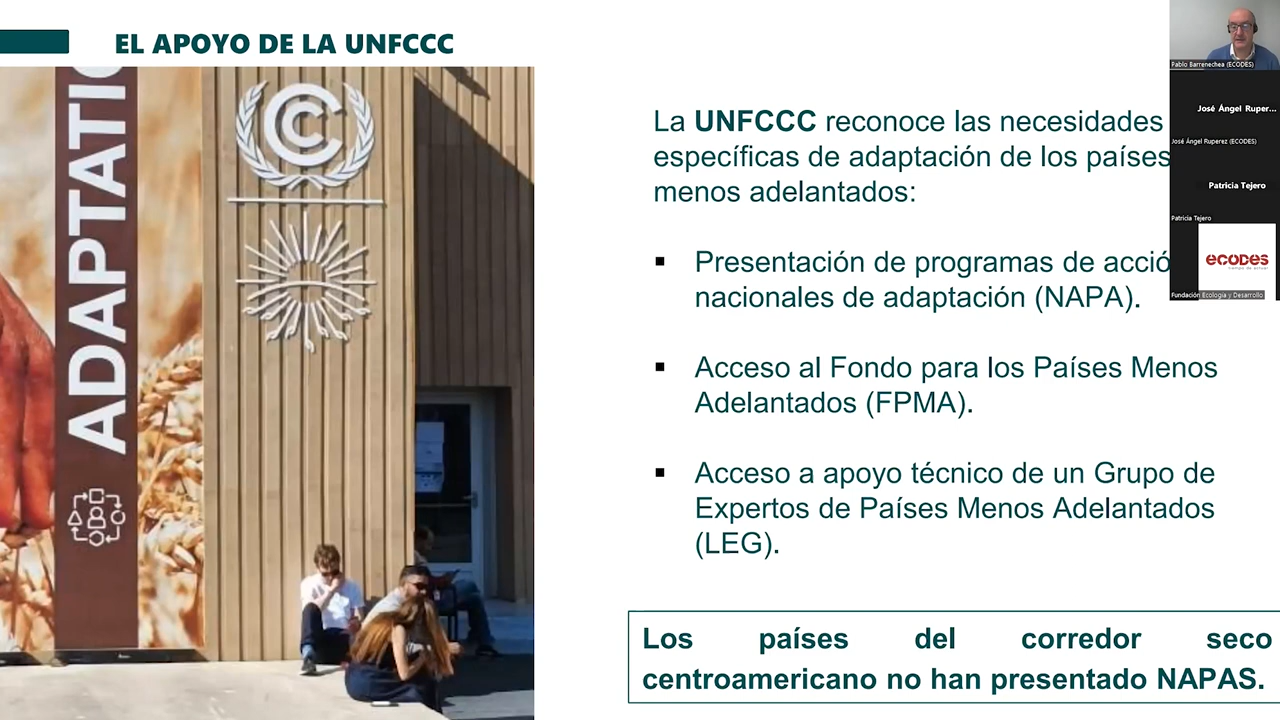 EL APOYO DE LA UNFCCC
ADAPTATIO
La UNFCCC reconoce las necesidades
específicas de adaptación de los países
menos adelantados:
▪ Presentación de programas de acció
nacionales de adaptación (NAPA).
▪ Acceso al Fondo para los Países Menos
Adelantados (FPMA).
▪ Acceso a apoyo técnico de un Grupo de
Expertos de Países Menos Adelantados
(LEG).
Los países del corredor seco
centroamericano no han presentado NAPAS.
Pablo Barrenechea (ECODES)
José Ángel Ruper...
José Ángel Ruperez (ECODES)
Patricia Tejero
Patricia Tejero
ecodes
tiempo de actuar
Fundación Ecología y Desarrollo